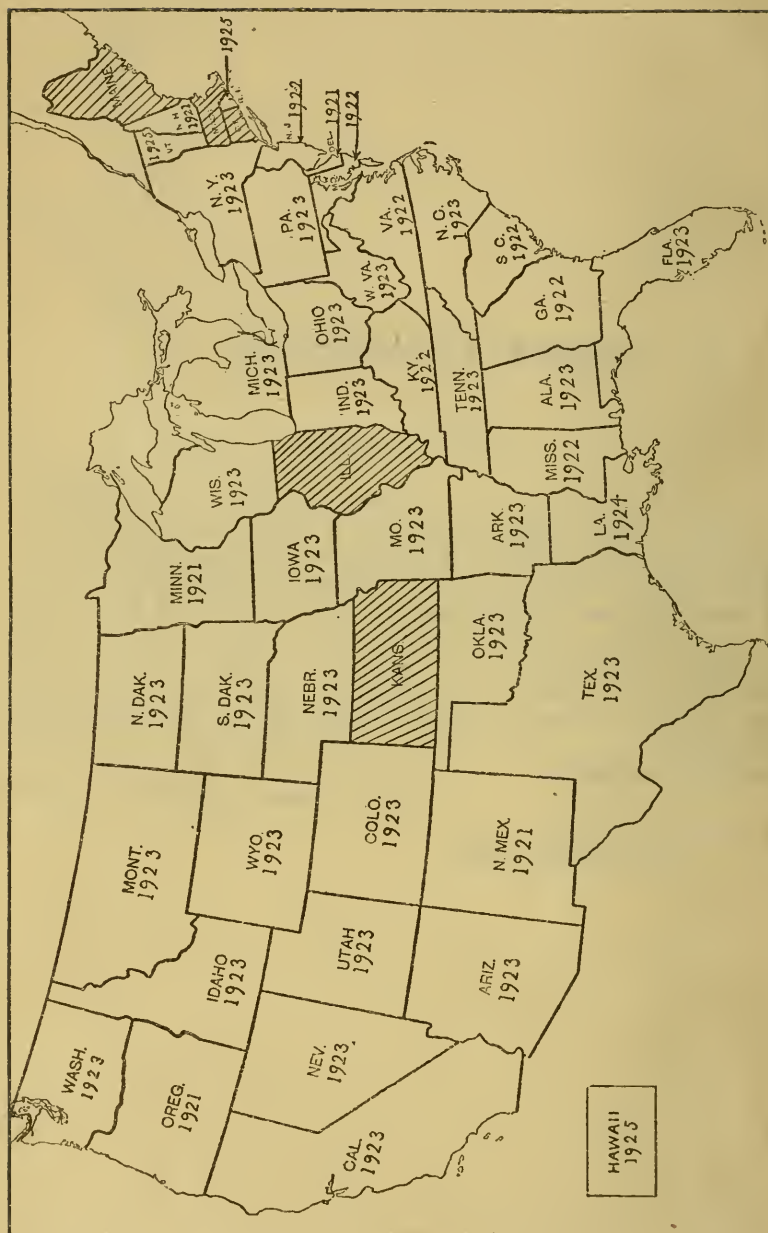 WASH.
1923
OREG.
1921
CAL.
1923
NEV.
1923
IDAHO
1923
MONT.
1923
WYO.
1923
UTAH
1923
ARIZ.
1923
COLO.
1923
N. MEX.
1921
N. DAK.
1923
S. DAK.
1923
NEBR.
1923
KANS.
OKLA.
1923
TEX.
1923
MINN.
1921
IOWA
1923
MO.
1923
ARK.
1923
LA.
1924
WIS.
1923
ILL.
MICH.
1923
IND.
1923
OHIO
1923
KY.
1922
TENN.
1923
MISS.
1922
ALA.
1923
GA.
1922
FLA.
1923
S C.
1922
N. C.
1923
VA.
1922
W. VA.
1923
PA.
1923
N. Y.
1923
1925
VT
N H
1921
MAINE
1925
N. J.
1922
DEL.
1921
1922
HAWAII
1925